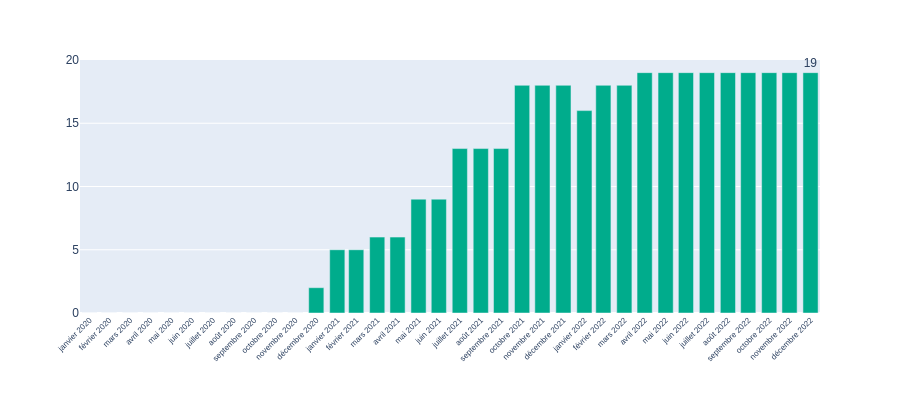 20
15
10
5
0
19
janvier 2020
février 2020
mars 2020
avril 2020
mai 2020
juin 2020
juillet 2020
août 2020
septembre 2020
octobre 2020
novembre 2020
décembre 2020
janvier 2021
février 2021
mars 2021
avril 2021
mai 2021
juin 2021
juillet 2021
août 2021
septembre 2021
octobre 2021
novembre 2021
décembre 2021
janvier 2022
février 2022
mars 2022
avril 2022
mai 2022
juin 2022
juillet 2022
août 2022
septembre 2022
octobre 2022
novembre 2022
décembre 2022